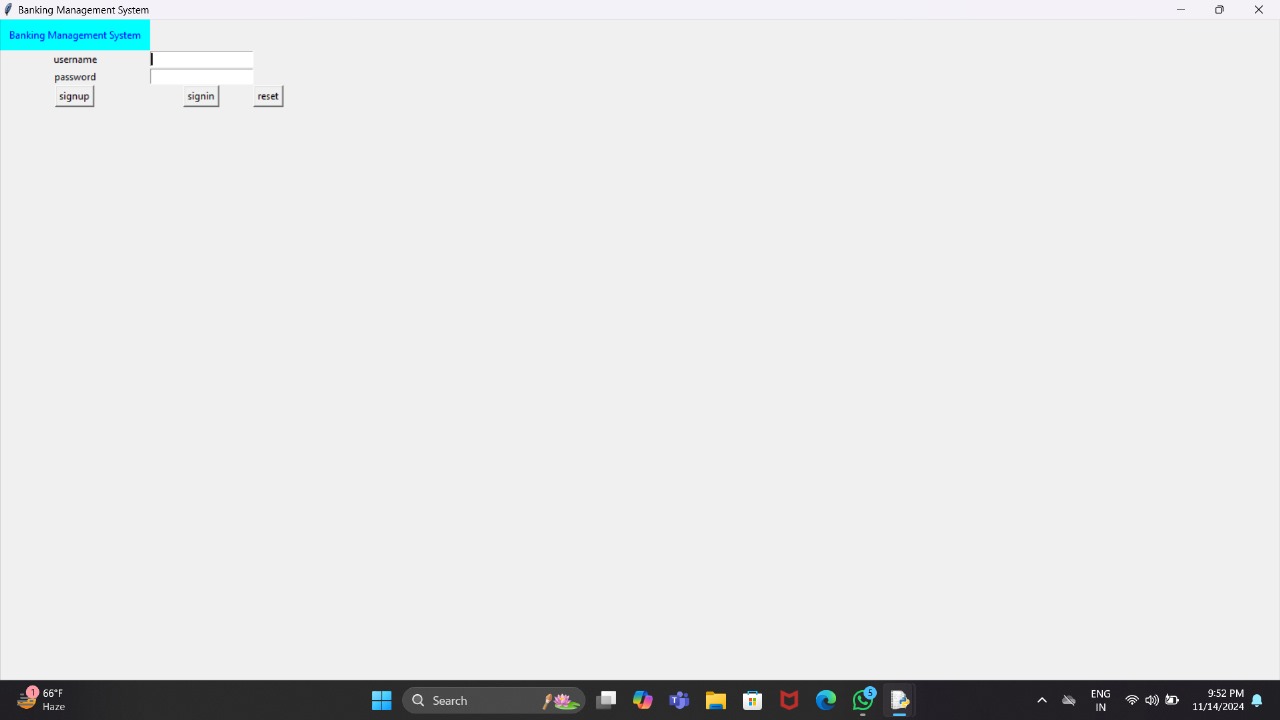 Banking Management System
Banking Management System
username
password
signup signin reset
1 66°F
Haze
Search
5
ENG
IN
9:52 PM
11/14/2024